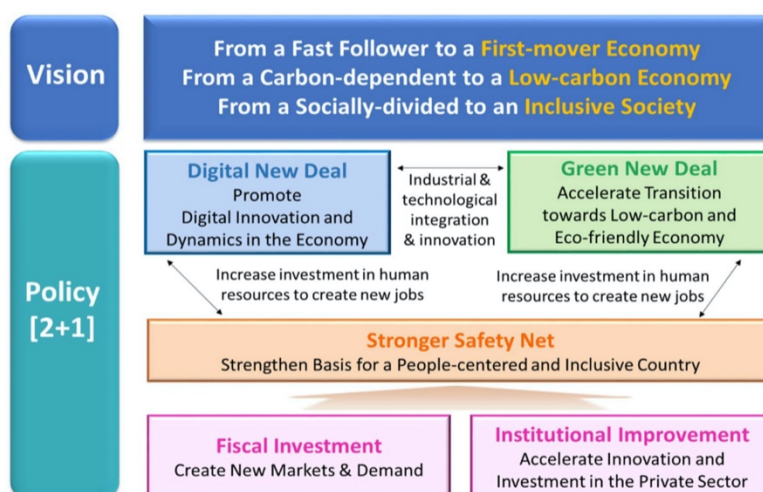 Vision
From a Fast Follower to a First-mover Economy
From a Carbon-dependent to a Low-carbon Economy
From a Socially-divided to an Inclusive Society
Policy
[2+1]
Digital New Deal
Promote
Digital Innovation and
Dynamics in the Economy
Industrial &
technological
integration
& innovation
Green New Deal
Accelerate Transition
towards Low-carbon and
Eco-friendly Economy
Increase investment in human
resources to create new jobs
Increase investment in human
resources to create new jobs
Stronger Safety Net
Strengthen Basis for a People-centered and Inclusive Country
Fiscal Investment
Create New Markets & Demand
Institutional Improvement
Accelerate Innovation and
Investment in the Private Sector